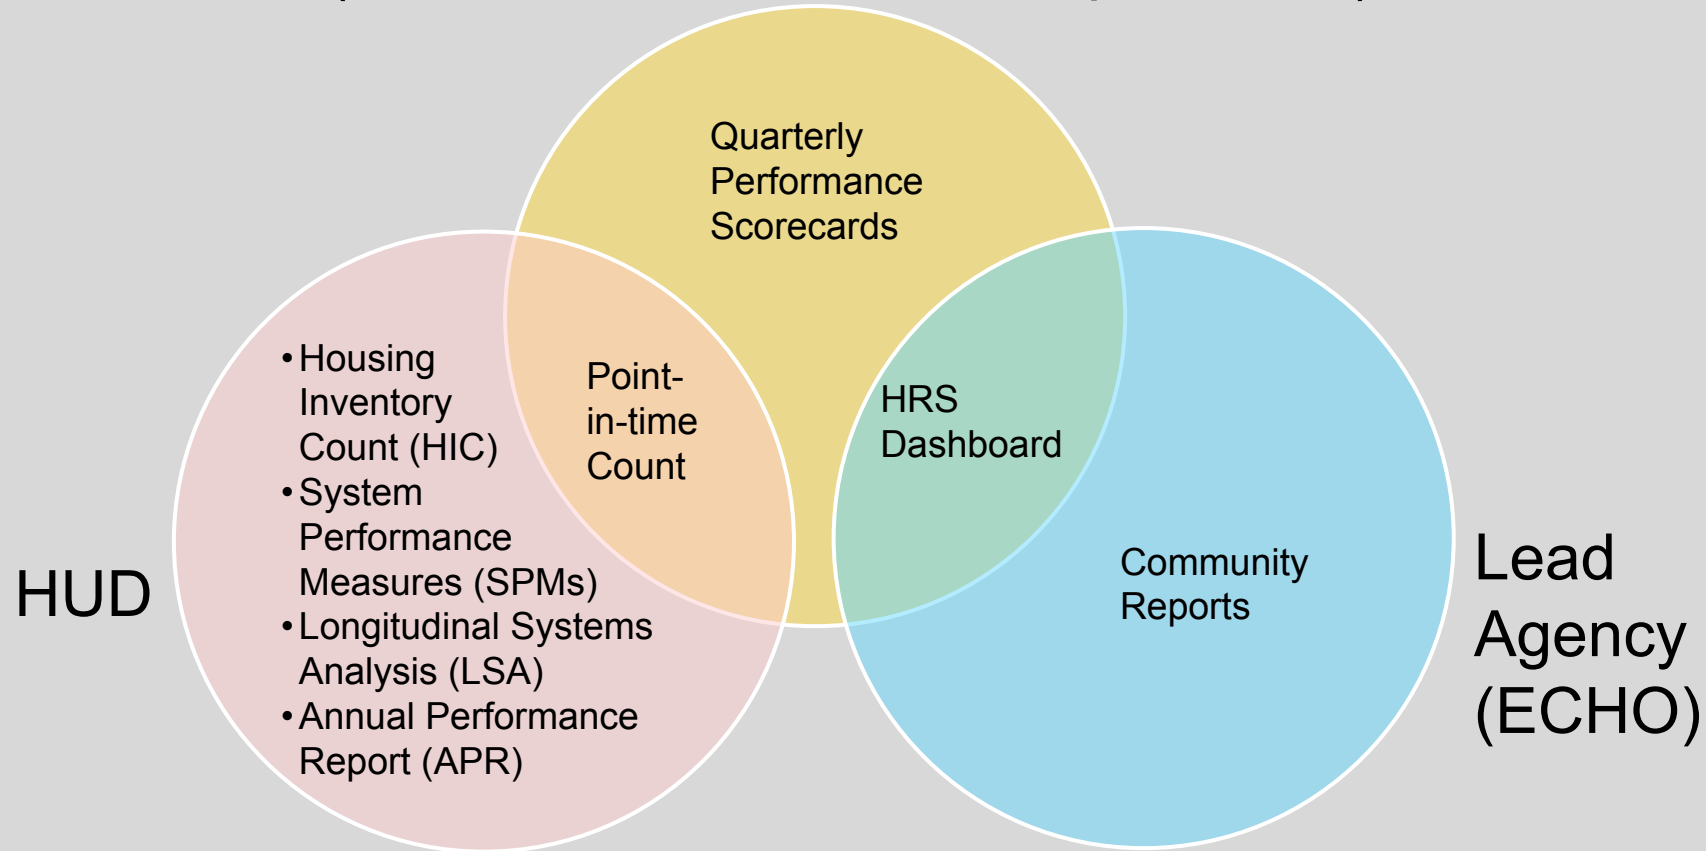 Quarterly
Performance
Scorecards
•Housing
Inventory
Count (HIC)
•System
Performance
Measures (SPMs)
•Longitudinal Systems
Analysis (LSA)
•Annual Performance
Report (APR)
Point-
in-time
Count
HRS
Dashboard
Community
Reports
HUD
Lead
Agency
(ECHO)